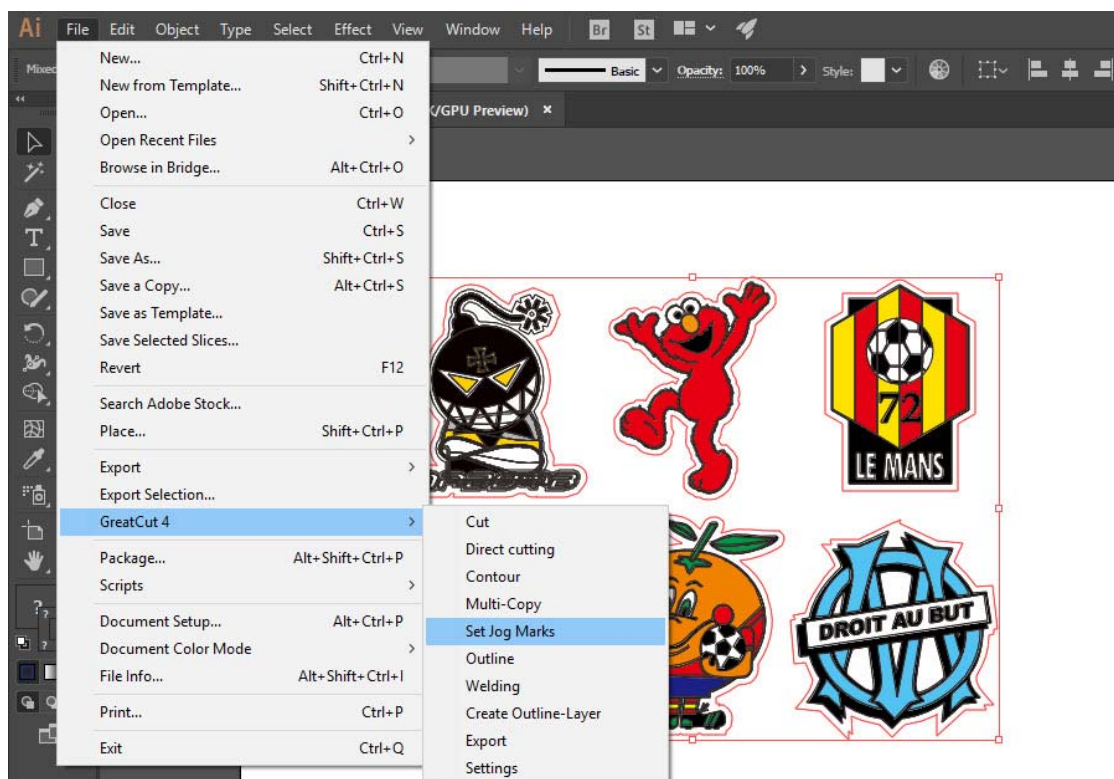 Ai File Edit Object Type Select Effect View Window Help Br St
Mixed Basic Opacity: 100% Style:
/GPU Preview) ×
New... Ctrl+N
New from Template... Shift+Ctrl+N
Open... Ctrl+O
Open Recent Files
Browse in Bridge... Alt+Ctrl+O
Close Ctrl+W
Save Ctrl+S
Save As... Shift+Ctrl+S
Save a Copy... Alt+Ctrl+S
Save as Template...
Save Selected Slices...
Revert F12
Search Adobe Stock...
Place... Shift+Ctrl+P
Export
Export Selection...
GreatCut 4
Package... Alt+Shift+Ctrl+P
Scripts
Document Setup... Alt+Ctrl+P
Document Color Mode
File Info... Alt+Shift+Ctrl+I
Print... Ctrl+P
Exit Ctrl+Q
Cut
Direct cutting
Contour
Multi-Copy
Set Jog Marks
Outline
Welding
Create Outline-Layer
Export
Settings
72
LE MANS
DROIT AU BUT